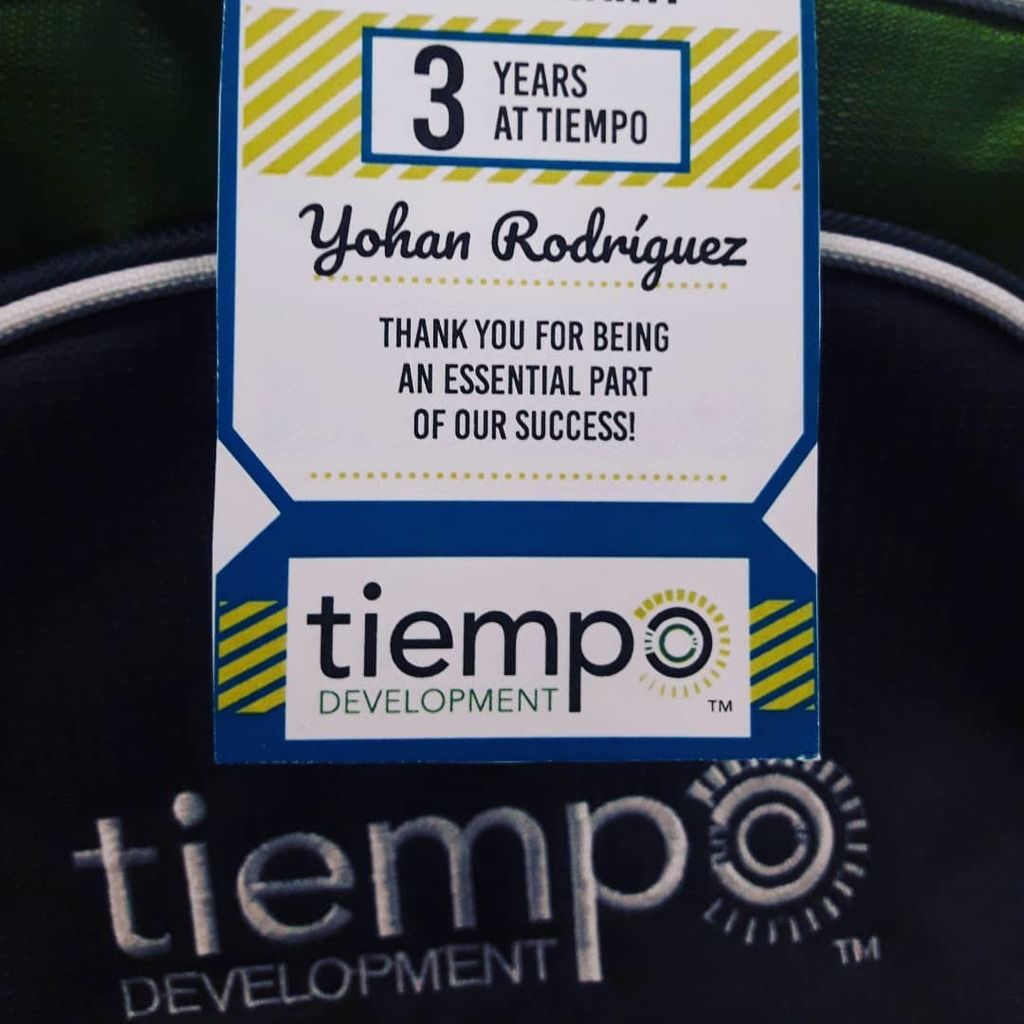 3 YEARS
AT TIEMPO
Yohan Rodríguez
THANK YOU FOR BEING
AN ESSENTIAL PART
OF OUR SUCCESS!
tiempo
DEVELOPMENT
TM
tiempo
DEVELOPMENT
TM